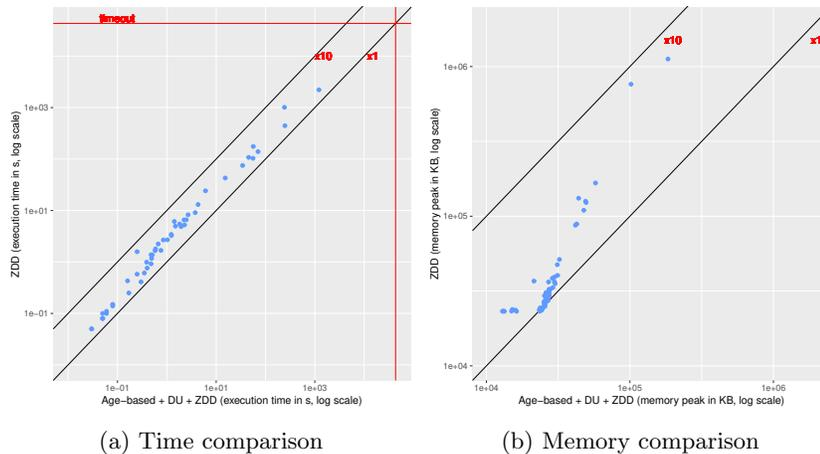 timeout
x10
x1
1e+03
1e+01
1e−01
ZDD (execution time in s, log scale)
1e−01
1e+01
1e+03
Age−based + DU + ZDD (execution time in s, log scale)
(a) Time comparison
x10
x1
1e+06
1e+05
1e+04
ZDD (memory peak in KB, log scale)
1e+04
1e+05
1e+06
Age−based + DU + ZDD (memory peak in KB, log scale)
(b) Memory comparison